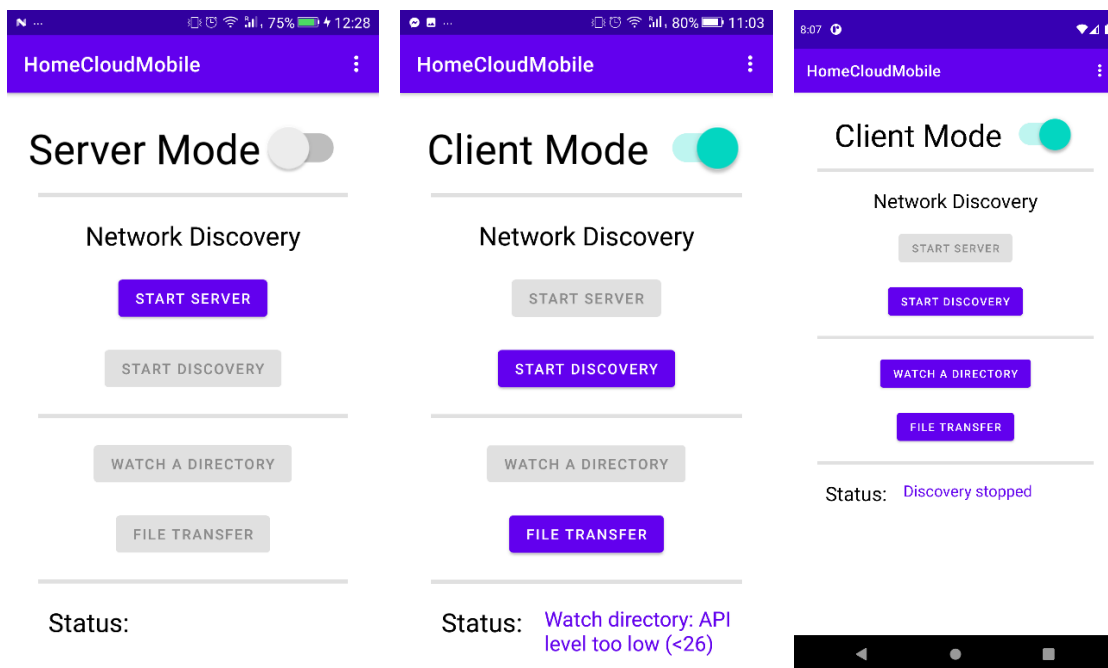 75% 12:28
HomeCloudMobile
Server Mode
Network Discovery
START SERVER
START DISCOVERY
WATCH A DIRECTORY
FILE TRANSFER
Status:
80% 11:03
HomeCloudMobile
Client Mode
Network Discovery
START SERVER
START DISCOVERY
WATCH A DIRECTORY
FILE TRANSFER
Status: Watch directory: API
level too low (<26)
8:07
HomeCloudMobile
Client Mode
Network Discovery
START SERVER
START DISCOVERY
WATCH A DIRECTORY
FILE TRANSFER
Status: Discovery stopped